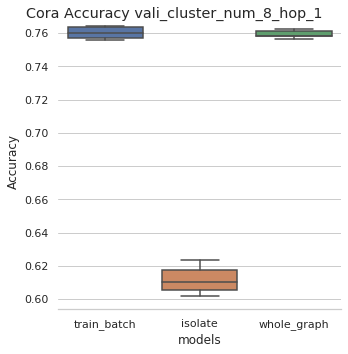 Cora Accuracy vali_cluster_num_8_hop_1
0.76
0.74
0.72
0.70
0.68
0.66
0.64
0.62
0.60
Accuracy
train_batch
isolate
whole_graph
models